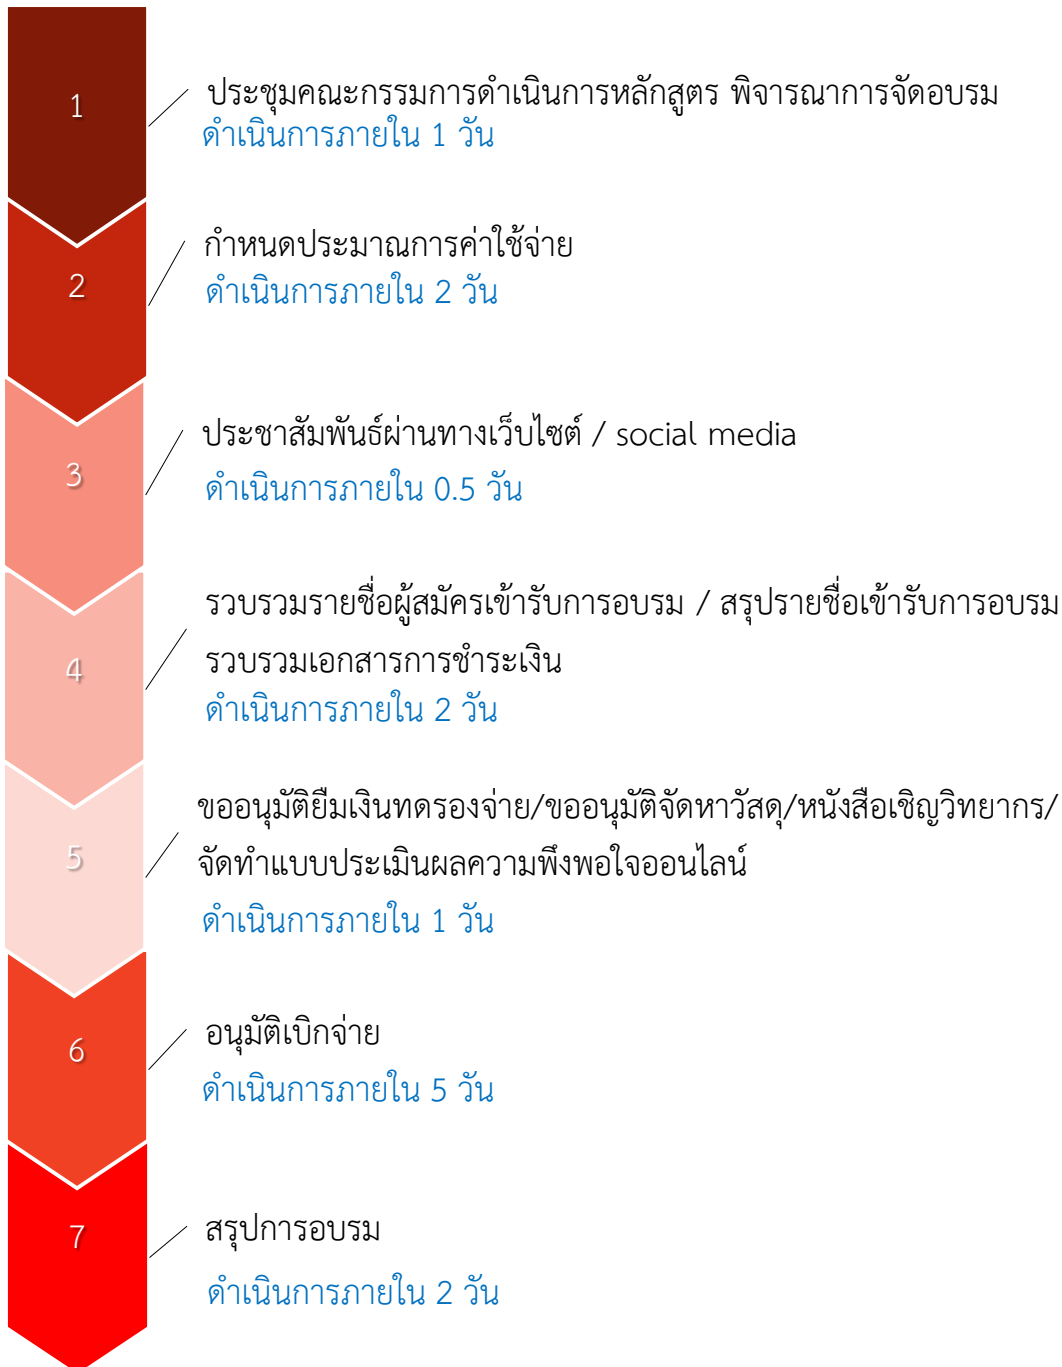 1
ประชุมคณะกรรมการดำเนินการหลักสูตร พิจารณาการจัดอบรม
ดำเนินการภายใน 1 วัน
2
กำหนดประมาณการค่าใช้จ่าย
ดำเนินการภายใน 2 วัน
3
ประชาสัมพันธ์ผ่านทางเว็บไซต์ / social media
ดำเนินการภายใน 0.5 วัน
4
รวบรวมรายชื่อผู้สมัครเข้ารับการอบรม / สรุปรายชื่อเข้ารับการอบรม
รวบรวมเอกสารการชำระเงิน
ดำเนินการภายใน 2 วัน
5
ขออนุมัติยืมเงินทดรองจ่าย/ขออนุมัติจัดหาวัสดุ/หนังสือเชิญวิทยากร/
จัดทำแบบประเมินผลความพึงพอใจออนไลน์
ดำเนินการภายใน 1 วัน
6
อนุมัติเบิกจ่าย
ดำเนินการภายใน 5 วัน
7
สรุปการอบรม
ดำเนินการภายใน 2 วัน